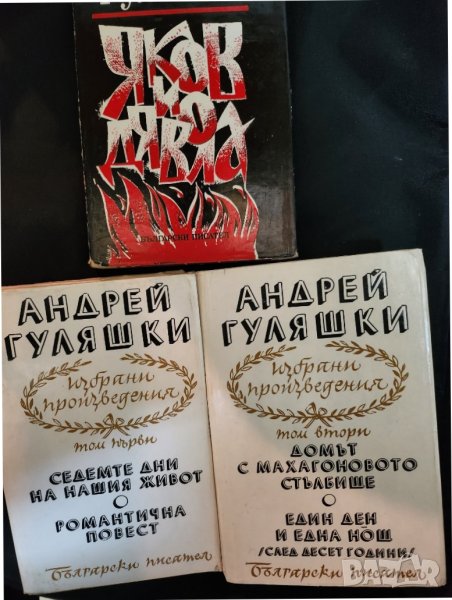 ЯКОВ
И ДЯВОЛА
БЪЛГАРСКИ ПИСАТЕЛ
АНДРЕЙ
ГУЛЯШКИ
избрани
произведения
том първи
СЕДЕМТЕ ДНИ
НА НАШИЯ ЖИВОТ
РОМАНТИЧНА
ПОВЕСТ
Български писател
АНДРЕЙ
ГУЛЯШКИ
избрани
произведения
том втори
ДОМЪТ
С МАХАГОНОВОТО
СТЪЛБИЩЕ
ЕДИН ДЕН
И ЕДНА НОЩ
/СЛЕД ДЕСЕТ ГОДИНИ/
Български писател
BAZAR